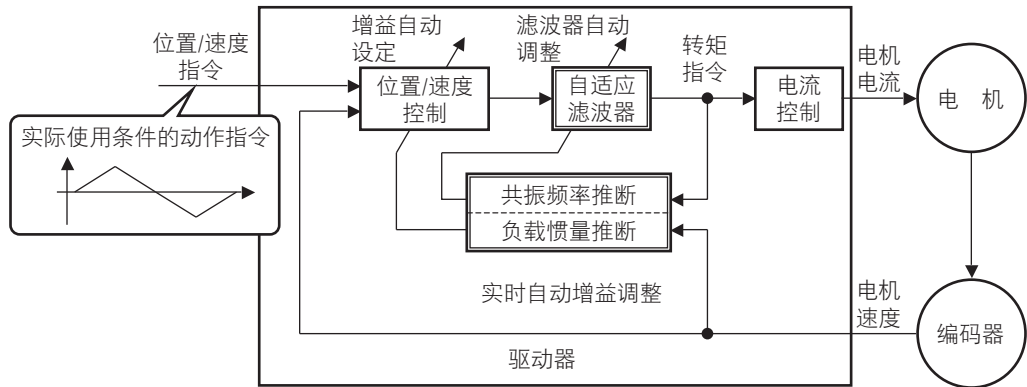 位置/速度
指令
实际使用条件的动作指令
增益自动
设定
位置/速度
控制
滤波器自动
调整
自适应
滤波器
转矩
指令
电流
控制
电机
电流
电 机
共振频率推断
负载惯量推断
实时自动增益调整
电机
速度
编码器
驱动器